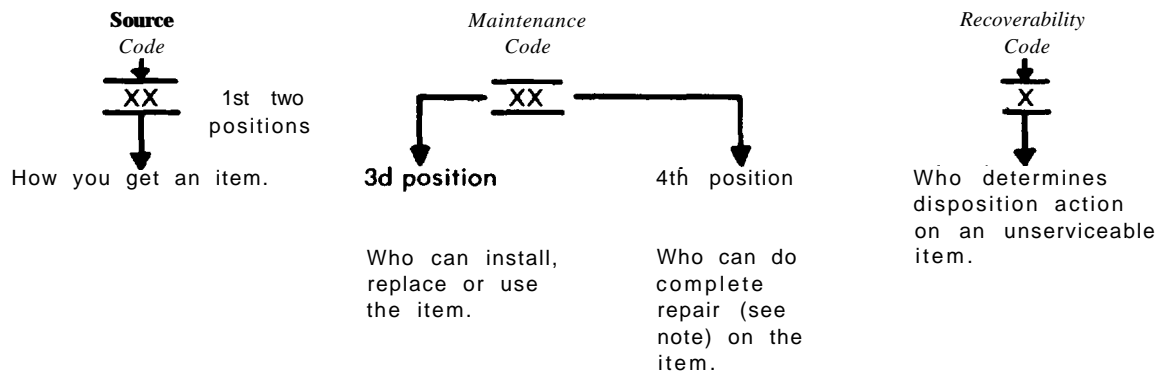 Source
Code
XX
1st two
positions
How you get an item.
Maintenance
Code
XX
3d position
Who can install,
replace or use
the item.
4th position
Who can do
complete
repair (see
note) on the
item.
Recoverability
Code
X
Who determines
disposition action
on an unserviceable
item.